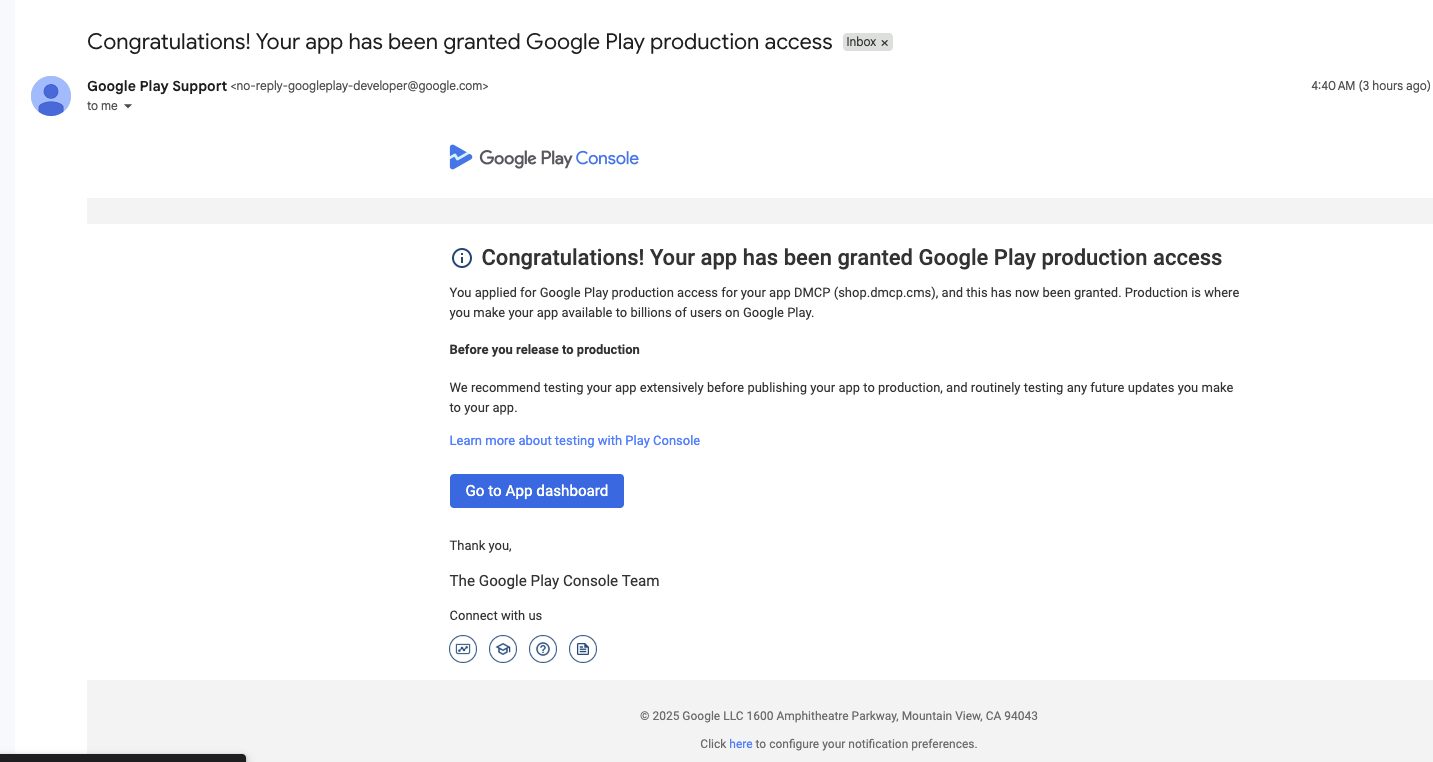 Congratulations! Your app has been granted Google Play production access Inbox ×
Google Play Support <no-reply-googleplay-developer@google.com> 4:40 AM (3 hours ago)
to me
Google Play Console
Congratulations! Your app has been granted Google Play production access
You applied for Google Play production access for your app DMCP (shop.dmcp.cms), and this has now been granted. Production is where
you make your app available to billions of users on Google Play.
Before you release to production
We recommend testing your app extensively before publishing your app to production, and routinely testing any future updates you make
to your app.
Learn more about testing with Play Console
Go to App dashboard
Thank you,
The Google Play Console Team
Connect with us
© 2025 Google LLC 1600 Amphitheatre Parkway, Mountain View, CA 94043
Click here to configure your notification preferences.